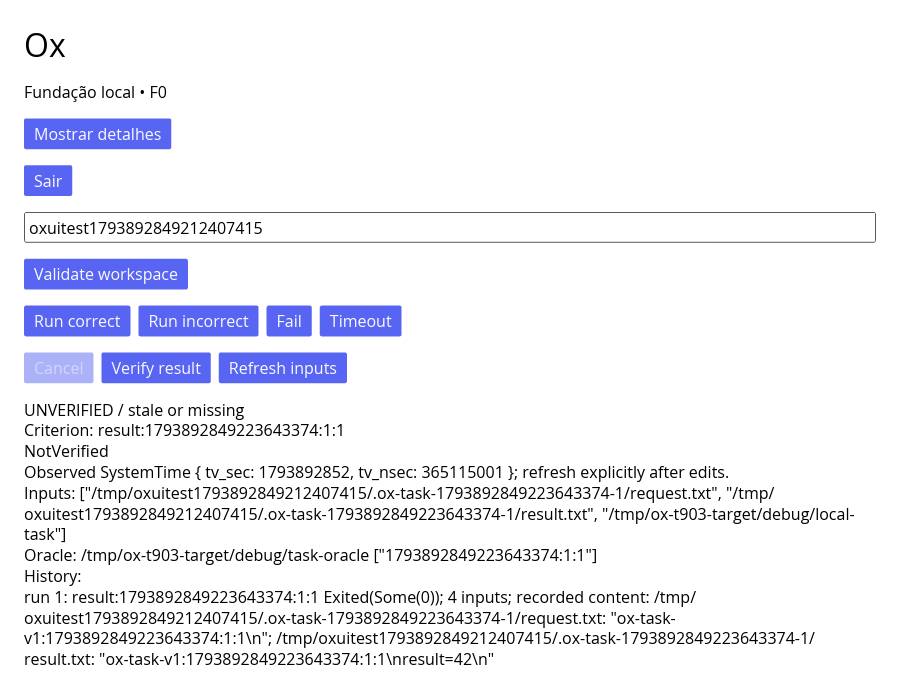 Ox
Fundação local • F0
Mostrar detalhes
Sair
oxuitest1793892849212407415
Validate workspace
Run correct Run incorrect Fail Timeout
Cancel Verify result Refresh inputs
UNVERIFIED / stale or missing
Criterion: result:1793892849223643374:1:1
NotVerified
Observed SystemTime { tv_sec: 1793892852, tv_nsec: 365115001 }; refresh explicitly after edits.
Inputs: ["/tmp/oxuitest1793892849212407415/.ox-task-1793892849223643374-1/request.txt", "/tmp/
oxuitest1793892849212407415/.ox-task-1793892849223643374-1/result.txt", "/tmp/ox-t903-target/debug/local-
task"]
Oracle: /tmp/ox-t903-target/debug/task-oracle ["1793892849223643374:1:1"]
History:
run 1: result:1793892849223643374:1:1 Exited(Some(0)); 4 inputs; recorded content: /tmp/
oxuitest1793892849212407415/.ox-task-1793892849223643374-1/request.txt: "ox-task-
v1:1793892849223643374:1:1\n"; /tmp/oxuitest1793892849212407415/.ox-task-1793892849223643374-1/
result.txt: "ox-task-v1:1793892849223643374:1:1\nresult=42\n"